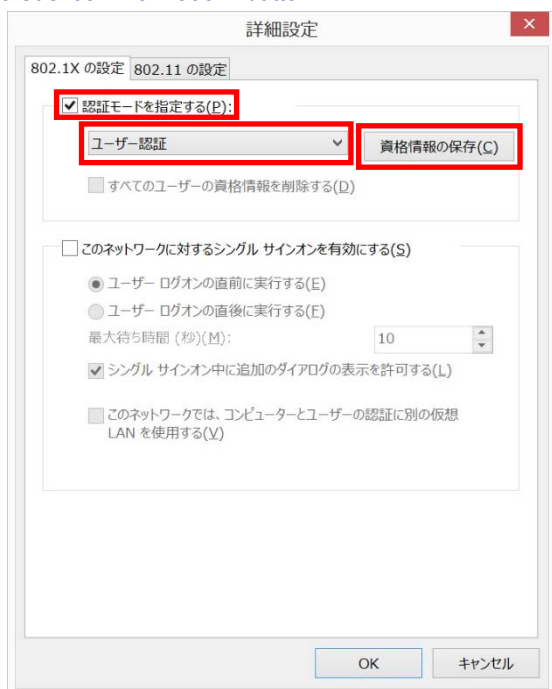 詳細設定
802.1X の設定 802.11 の設定
認証モードを指定する(P):
ユーザー認証
資格情報の保存(C)
すべてのユーザーの資格情報を削除する(D)
このネットワークに対するシングル サインオンを有効にする(S)
ユーザー ログオンの直前に実行する(E)
ユーザー ログオンの直後に実行する(F)
最大待ち時間 (秒)(M): 10
シングル サインオン中に追加のダイアログの表示を許可する(L)
このネットワークでは、コンピューターとユーザーの認証に別の仮想
LAN を使用する(V)
OK キャンセル